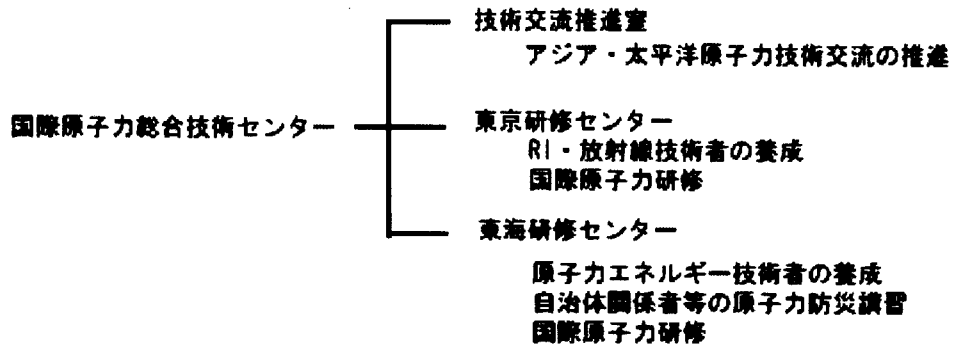 技術交流推進室
アジア・太平洋原子力技術交流の推進
国際原子力総合技術センター
東京研修センター
RI・放射線技術者の養成
国際原子力研修
東海研修センター
原子力エネルギー技術者の養成
自治体関係者等の原子力防災講習
国際原子力研修